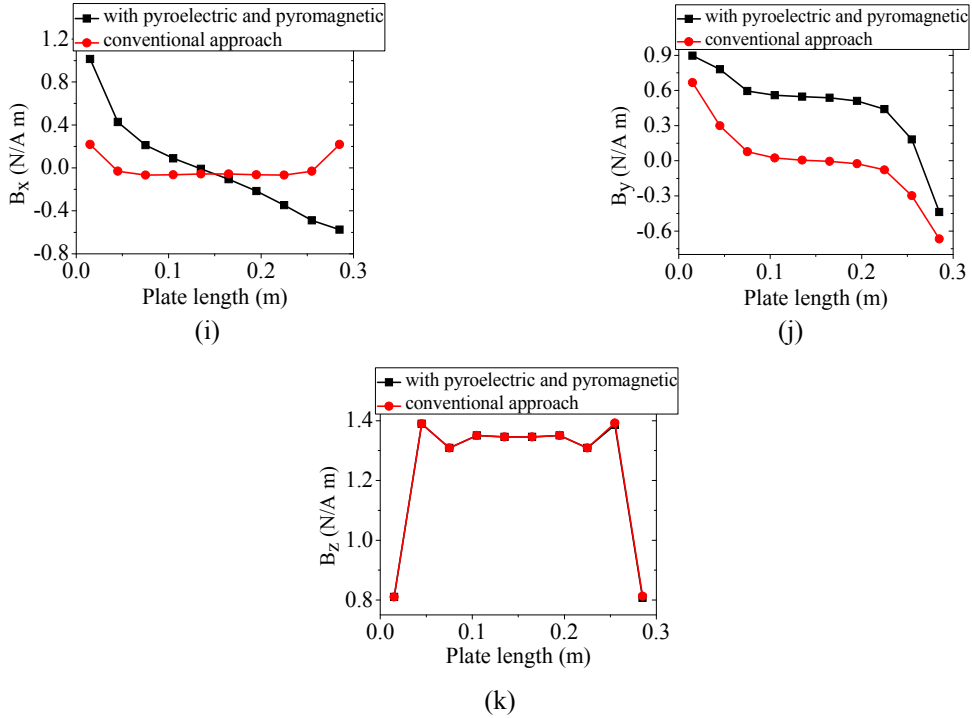 with pyroelectric and pyromagnetic
conventional approach
1.2
0.8
0.4
0.0
-0.4
-0.8
Bx (N/A m)
0.0 0.1 0.2 0.3
Plate length (m)
(i)
with pyroelectric and pyromagnetic
conventional approach
0.9
0.6
0.3
0.0
-0.3
-0.6
By (N/A m)
0.0 0.1 0.2 0.3
Plate length (m)
(j)
with pyroelectric and pyromagnetic
conventional approach
1.4
1.2
1.0
0.8
Bz (N/A m)
0.0 0.1 0.2 0.3
Plate length (m)
(k)